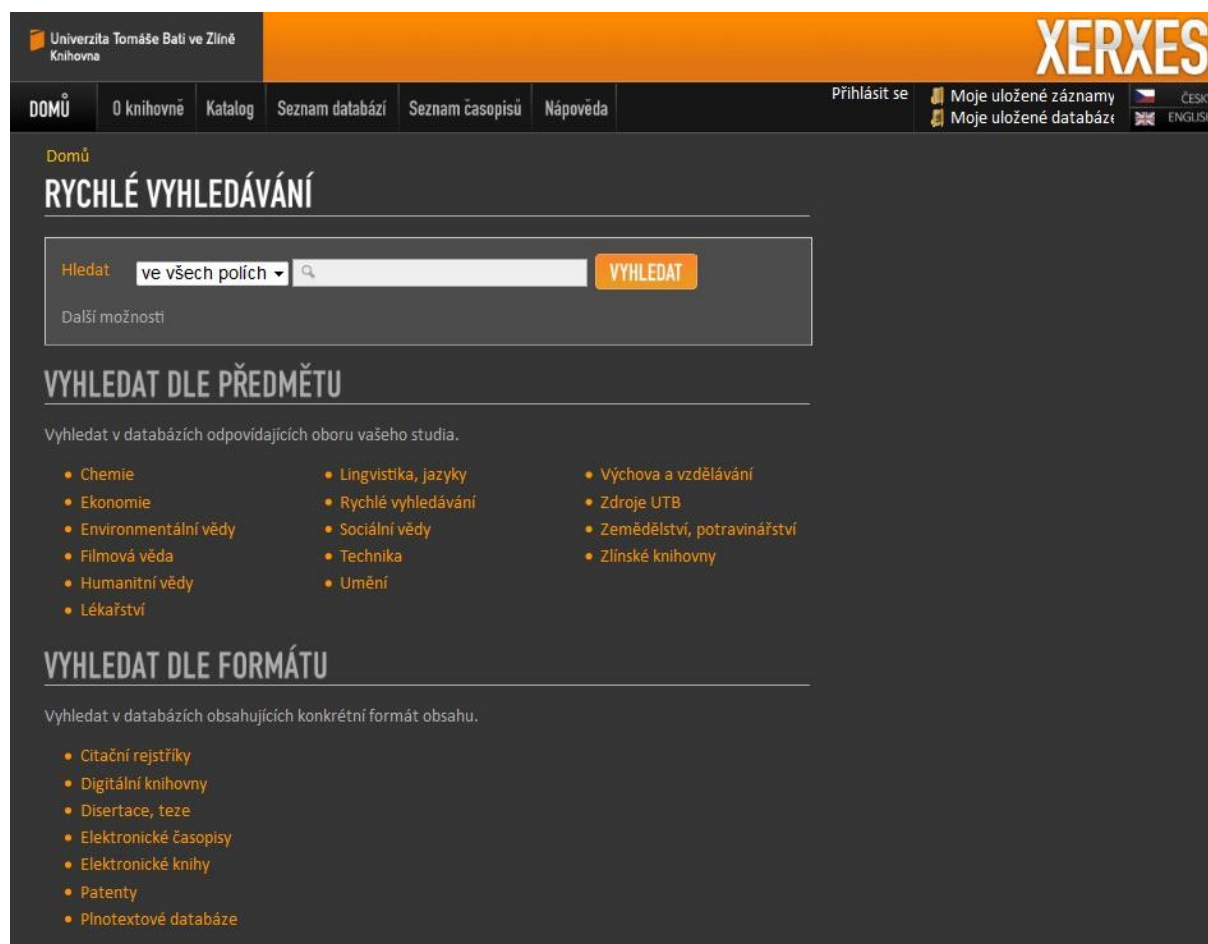 Univerzita Tomáše Bati ve Zlíně
Knihovna
XERXES
DOMŮ O knihovně Katalog Seznam databází Seznam časopisů Nápověda
Přihlásit se
Moje uložené záznamy
Moje uložené databáze
ČESKY
ENGLISH
Domů
RYCHLÉ VYHLEDÁVÁNÍ
Hledat ve všech polích VYHLEDAT
Další možnosti
VYHLEDAT DLE PŘEDMĚTU
Vyhledat v databázích odpovídajících oboru vašeho studia.
Chemie
Ekonomie
Environmentální vědy
Filmová věda
Humanitní vědy
Lékařství
Lingvistika, jazyky
Rychlé vyhledávání
Sociální vědy
Technika
Umění
Výchova a vzdělávání
Zdroje UTB
Zemědělství, potravinářství
Zlínské knihovny
VYHLEDAT DLE FORMÁTU
Vyhledat v databázích obsahujících konkrétní formát obsahu.
Citační rejstříky
Digitální knihovny
Disertace, teze
Elektronické časopisy
Elektronické knihy
Patenty
Plnotextové databáze